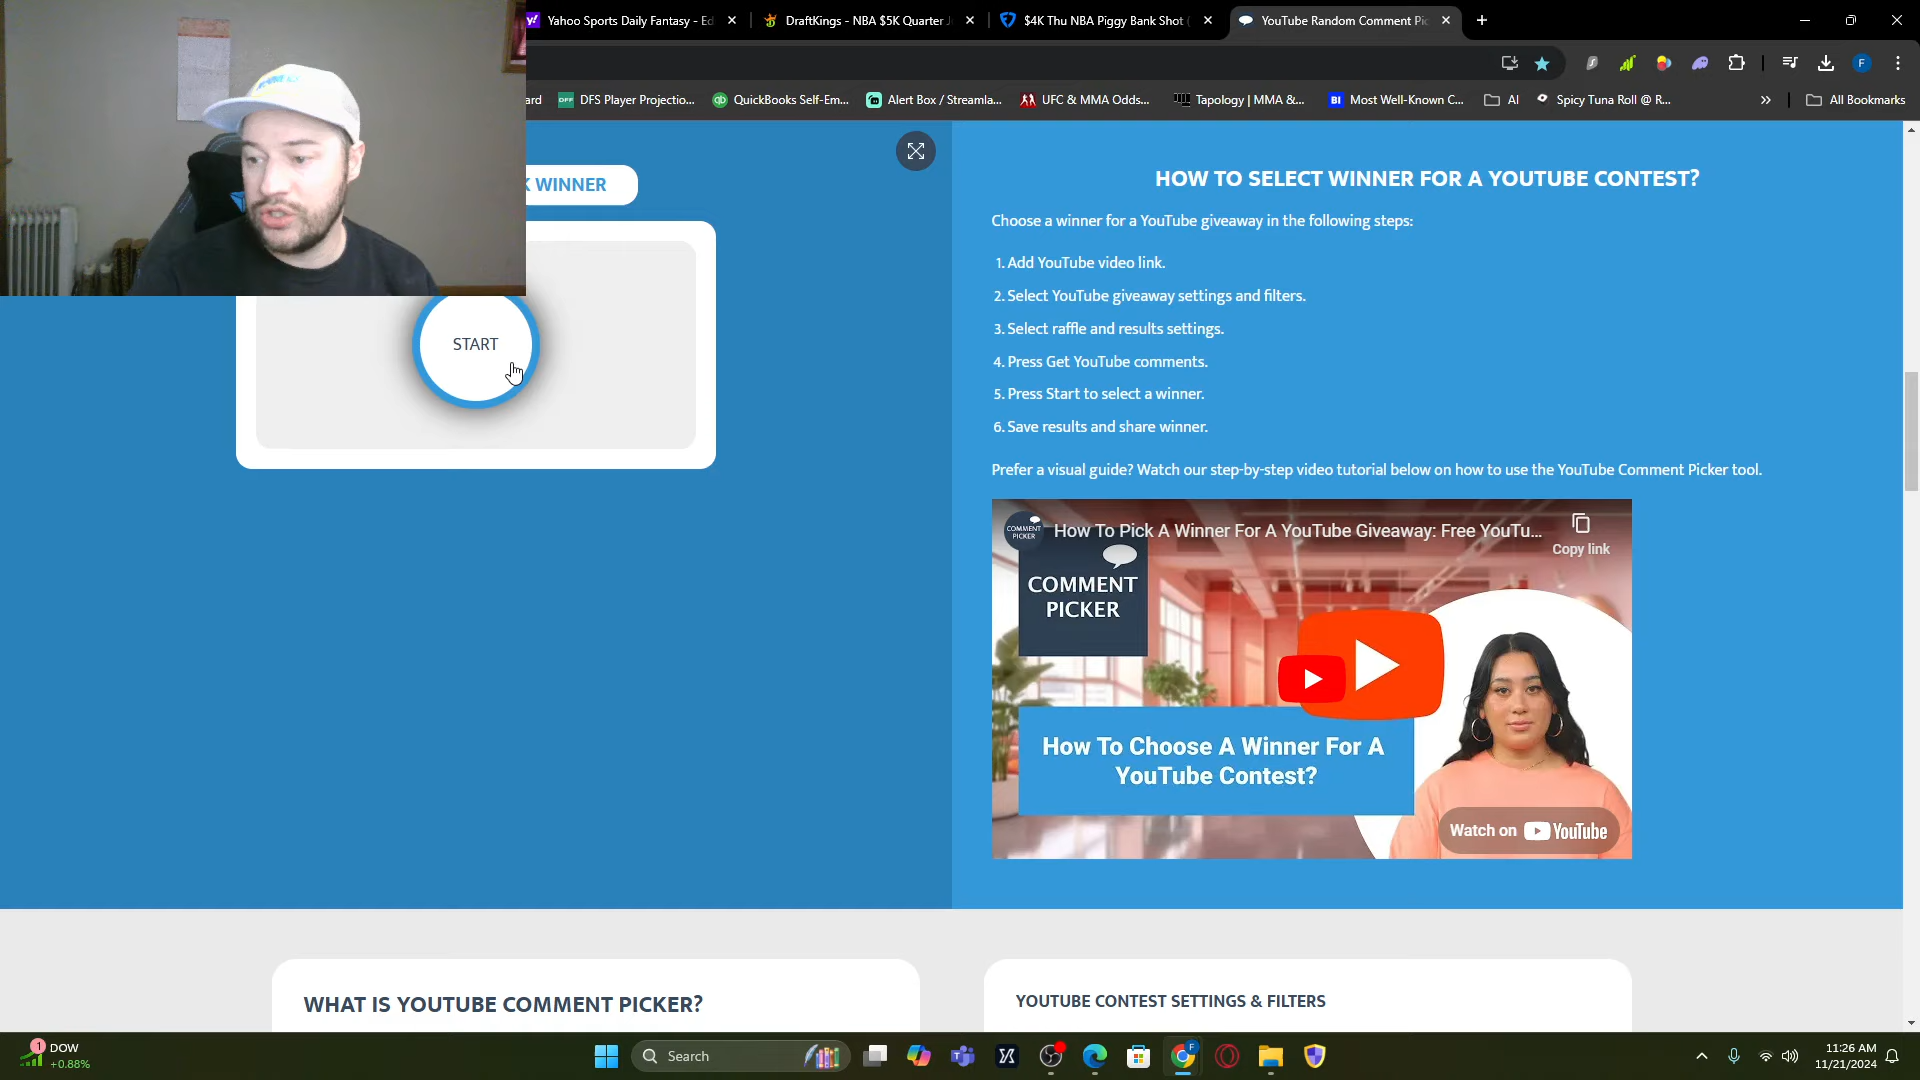 Yahoo Sports Daily Fantasy - Ed
DraftKings - NBA $5K Quarter J
$4K Thu NBA Piggy Bank Shot (
YouTube Random Comment Pic
F
ard
DFF
DFS Player Projectio...
qb
QuickBooks Self-Em...
Alert Box / Streamla...
UFC & MMA Odds...
Tapology | MMA &...
BI
Most Well-Known C...
AI
Spicy Tuna Roll @ R...
All Bookmarks
K WINNER
START
HOW TO SELECT WINNER FOR A YOUTUBE CONTEST?
Choose a winner for a YouTube giveaway in the following steps:
1. Add YouTube video link.
2. Select YouTube giveaway settings and filters.
3. Select raffle and results settings.
4. Press Get YouTube comments.
5. Press Start to select a winner.
6. Save results and share winner.
Prefer a visual guide? Watch our step-by-step video tutorial below on how to use the YouTube Comment Picker tool.
COMMENT
PICKER
How To Pick A Winner For A YouTube Giveaway: Free YouTu...
Copy link
COMMENT
PICKER
How To Choose A Winner For A
YouTube Contest?
Watch on YouTube
WHAT IS YOUTUBE COMMENT PICKER?
YOUTUBE CONTEST SETTINGS & FILTERS
1
DOW
+0.88%
Search
F
11:26 AM
11/21/2024